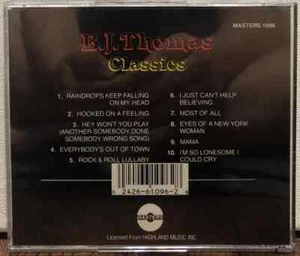 MASTERS 1096
B.J. Thomas
Classics
1. RAINDROPS KEEP FALLING
ON MY HEAD
2. HOOKED ON A FEELING
3. HEY WON'T YOU PLAY
(ANOTHER SOMEBODY DONE
SOMEBODY WRONG SONG)
4. EVERYBODY'S OUT OF TOWN
5. ROCK & ROLL LULLABY
6. I JUST CAN'T HELP
BELIEVING
7. MOST OF ALL
8. EYES OF A NEW YORK
WOMAN
9. MAMA
10. I'M SO LONESOME I
COULD CRY
8 2426-61096-2
MASTERS
Licensed From HIGHLAND MUSIC INC